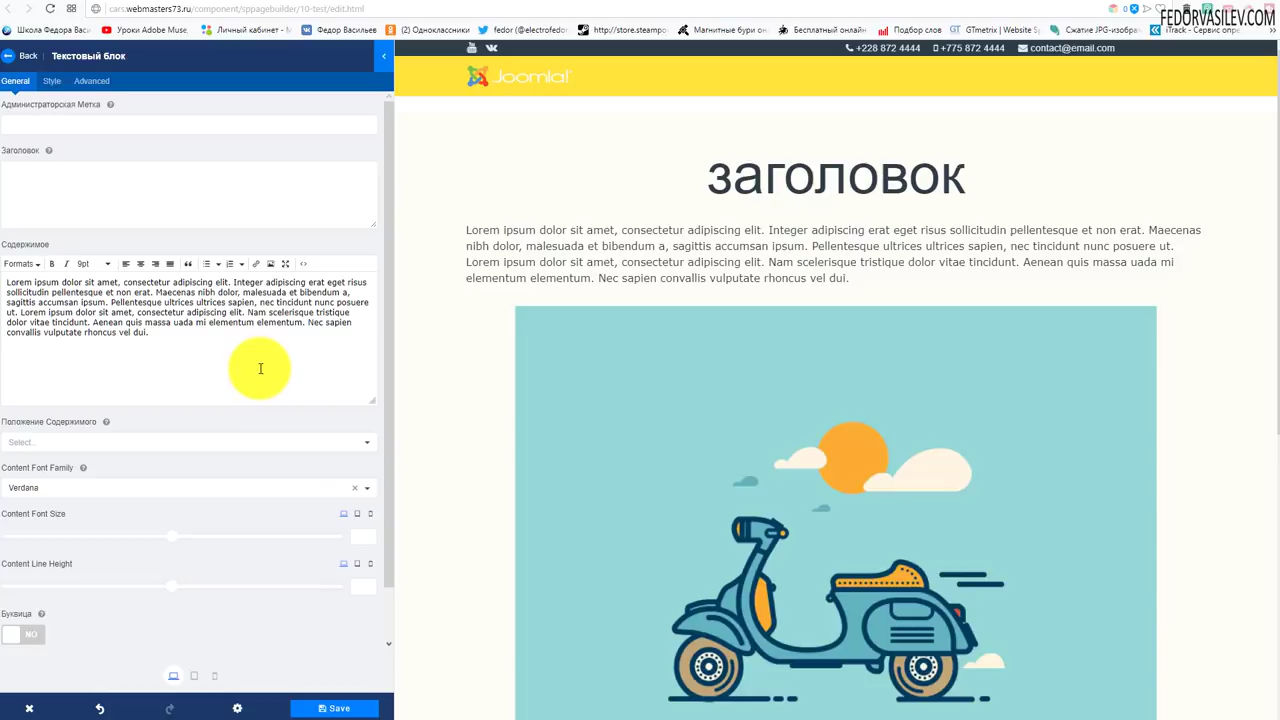 cars.webmasters73.ru/component/sppagebuilder/10-test/edit.html
FEDORVASILEV.COM
Школа Федора Васи
Уроки Adobe Muse.
Личный кабинет -
Федор Васильев
(2) Одноклассники
fedor (@electrofedor
http://store.steampo
Магнитные бури он
Бесплатный онлайн
Подбор слов
GTmetrix | Website S
Сжатие JPG-изобра
iTrack - Сервис опре
Back
Текстовый блок
General
Style
Advanced
Администраторская Метка
Заголовок
Содержимое
Formats
B
I
9pt
Lorem ipsum dolor sit amet, consectetur adipiscing elit. Integer adipiscing erat eget risus
sollicitudin pellentesque et non erat. Maecenas nibh dolor, malesuada et bibendum a,
sagittis accumsan ipsum. Pellentesque ultrices ultrices sapien, nec tincidunt nunc posuere
ut. Lorem ipsum dolor sit amet, consectetur adipiscing elit. Nam scelerisque tristique
dolor vitae tincidunt. Aenean quis massa uada mi elementum elementum. Nec sapien
convallis vulputate rhoncus vel dui.
Положение Содержимого
Select...
Content Font Family
Verdana
Content Font Size
Content Line Height
Буквица
NO
Save
+228 872 4444
+775 872 4444
contact@email.com
Joomla!
заголовок
Lorem ipsum dolor sit amet, consectetur adipiscing elit. Integer adipiscing erat eget risus sollicitudin pellentesque et non erat. Maecenas
nibh dolor, malesuada et bibendum a, sagittis accumsan ipsum. Pellentesque ultrices ultrices sapien, nec tincidunt nunc posuere ut.
Lorem ipsum dolor sit amet, consectetur adipiscing elit. Nam scelerisque tristique dolor vitae tincidunt. Aenean quis massa uada mi
elementum elementum. Nec sapien convallis vulputate rhoncus vel dui.